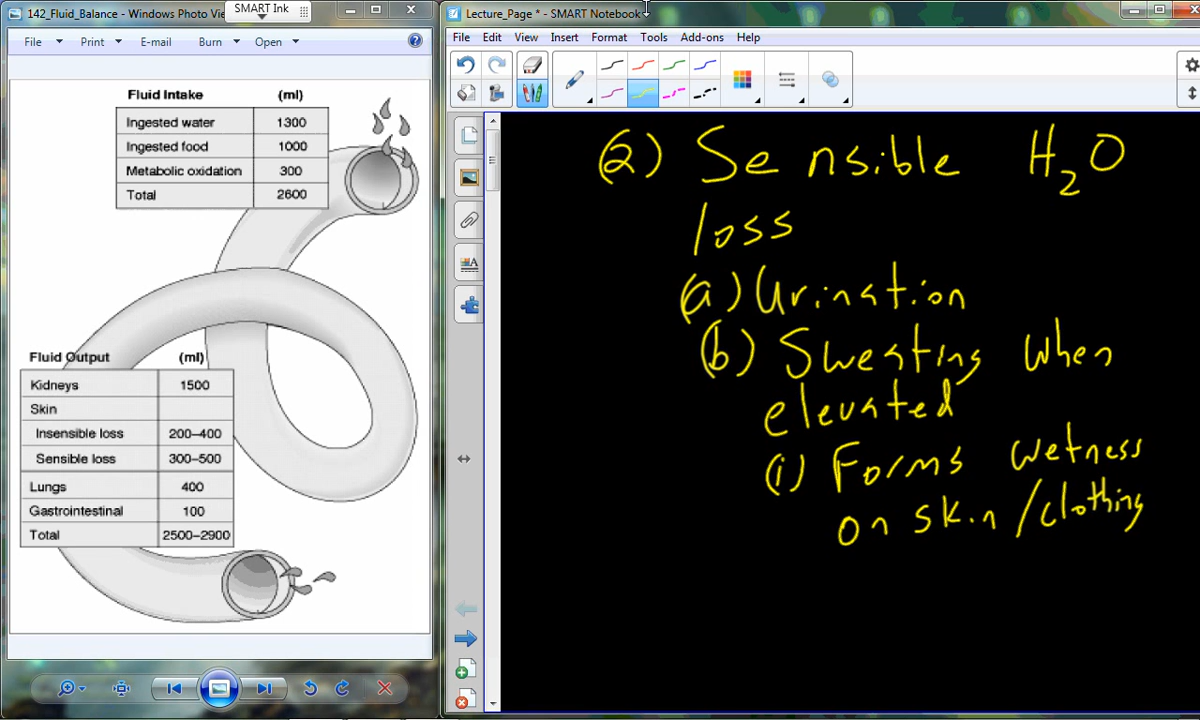 142_Fluid_Balance - Windows Photo Vie
SMART Ink
File Print E-mail Burn Open
Fluid Intake (ml)
Ingested water 1300
Ingested food 1000
Metabolic oxidation 300
Total 2600
Fluid Output (ml)
Kidneys 1500
Skin
Insensible loss 200–400
Sensible loss 300–500
Lungs 400
Gastrointestinal 100
Total 2500–2900
Lecture_Page * - SMART Notebook
File Edit View Insert Format Tools Add-ons Help
(2) Sensible H₂O
loss
(a) Urination
(b) Sweating when
elevated
(i) Forms wetness
on skin/clothing